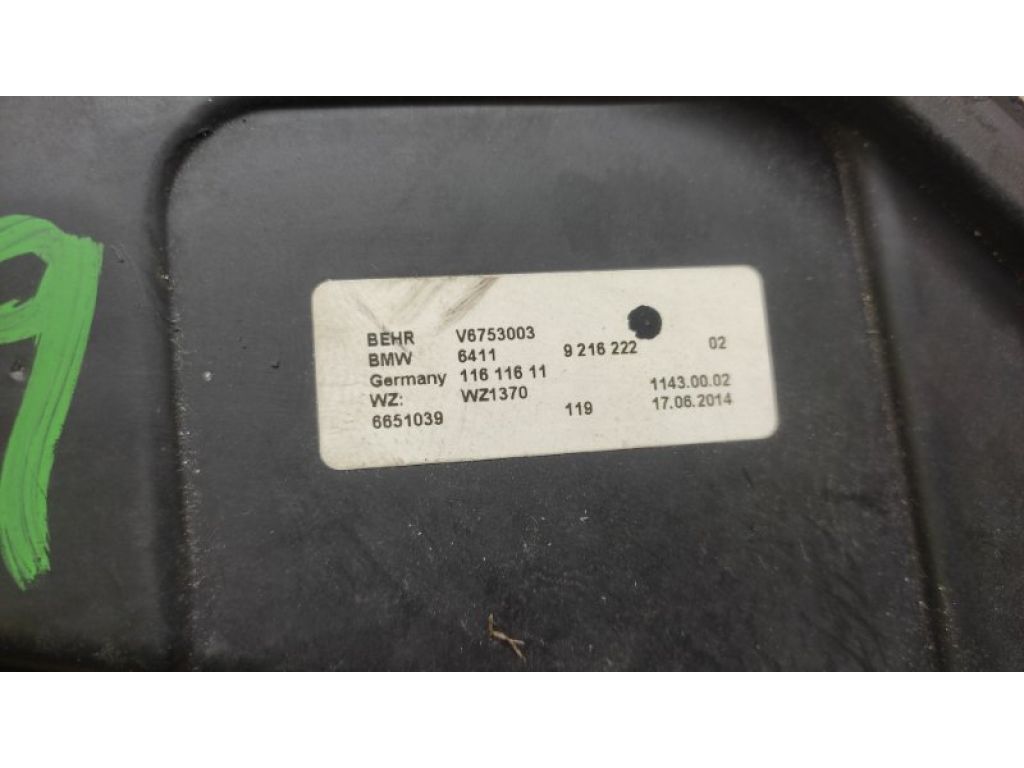 9
BEHR V6753003
BMW 6411 9 216 222 02
Germany 116 116 11
WZ: WZ1370 1143.00.02
6651039 119 17.06.2014